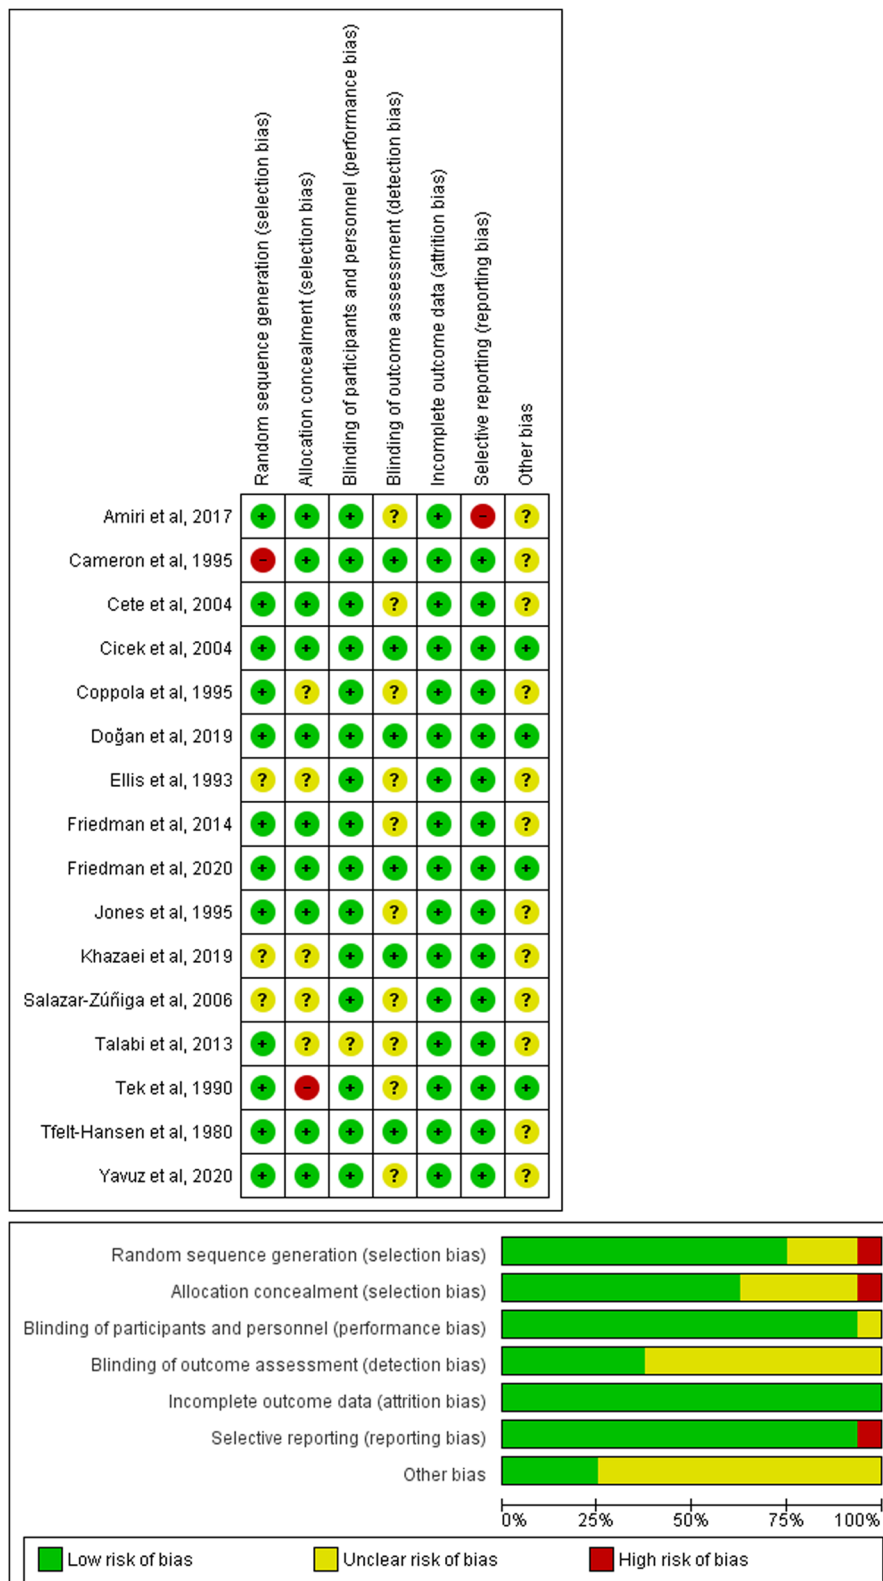 Random sequence generation (selection bias)
Allocation concealment (selection bias)
Blinding of participants and personnel (performance bias)
Blinding of outcome assessment (detection bias)
Incomplete outcome data (attrition bias)
Selective reporting (reporting bias)
Other bias
Amiri et al, 2017 + + + ? + - ?
Cameron et al, 1995 - + + + + + ?
Cete et al, 2004 + + + ? + + ?
Cicek et al, 2004 + + + + + + +
Coppola et al, 1995 + ? + ? + + ?
Doğan et al, 2019 + + + + + + +
Ellis et al, 1993 ? ? + ? + + ?
Friedman et al, 2014 + + + ? + + ?
Friedman et al, 2020 + + + + + + +
Jones et al, 1995 + + + ? + + ?
Khazaei et al, 2019 ? ? + + + + ?
Salazar-Zúñiga et al, 2006 ? ? + ? + + ?
Talabi et al, 2013 + ? ? ? + + ?
Tek et al, 1990 + - + ? + + +
Tfelt-Hansen et al, 1980 + + + + + + ?
Yavuz et al, 2020 + + + ? + + ?
Random sequence generation (selection bias)
Allocation concealment (selection bias)
Blinding of participants and personnel (performance bias)
Blinding of outcome assessment (detection bias)
Incomplete outcome data (attrition bias)
Selective reporting (reporting bias)
Other bias
0% 25% 50% 75% 100%
Low risk of bias Unclear risk of bias High risk of bias